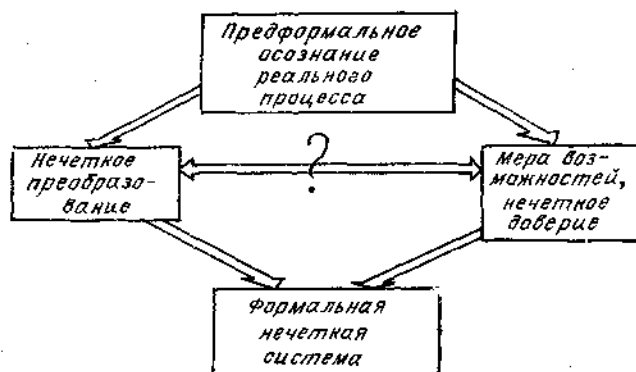 Предформальное
осознание
реального
процесса
Нечеткое
преобразо-
вание
?
Мера воз-
можностей,
нечеткое
доверие
Формальная
нечеткая
система